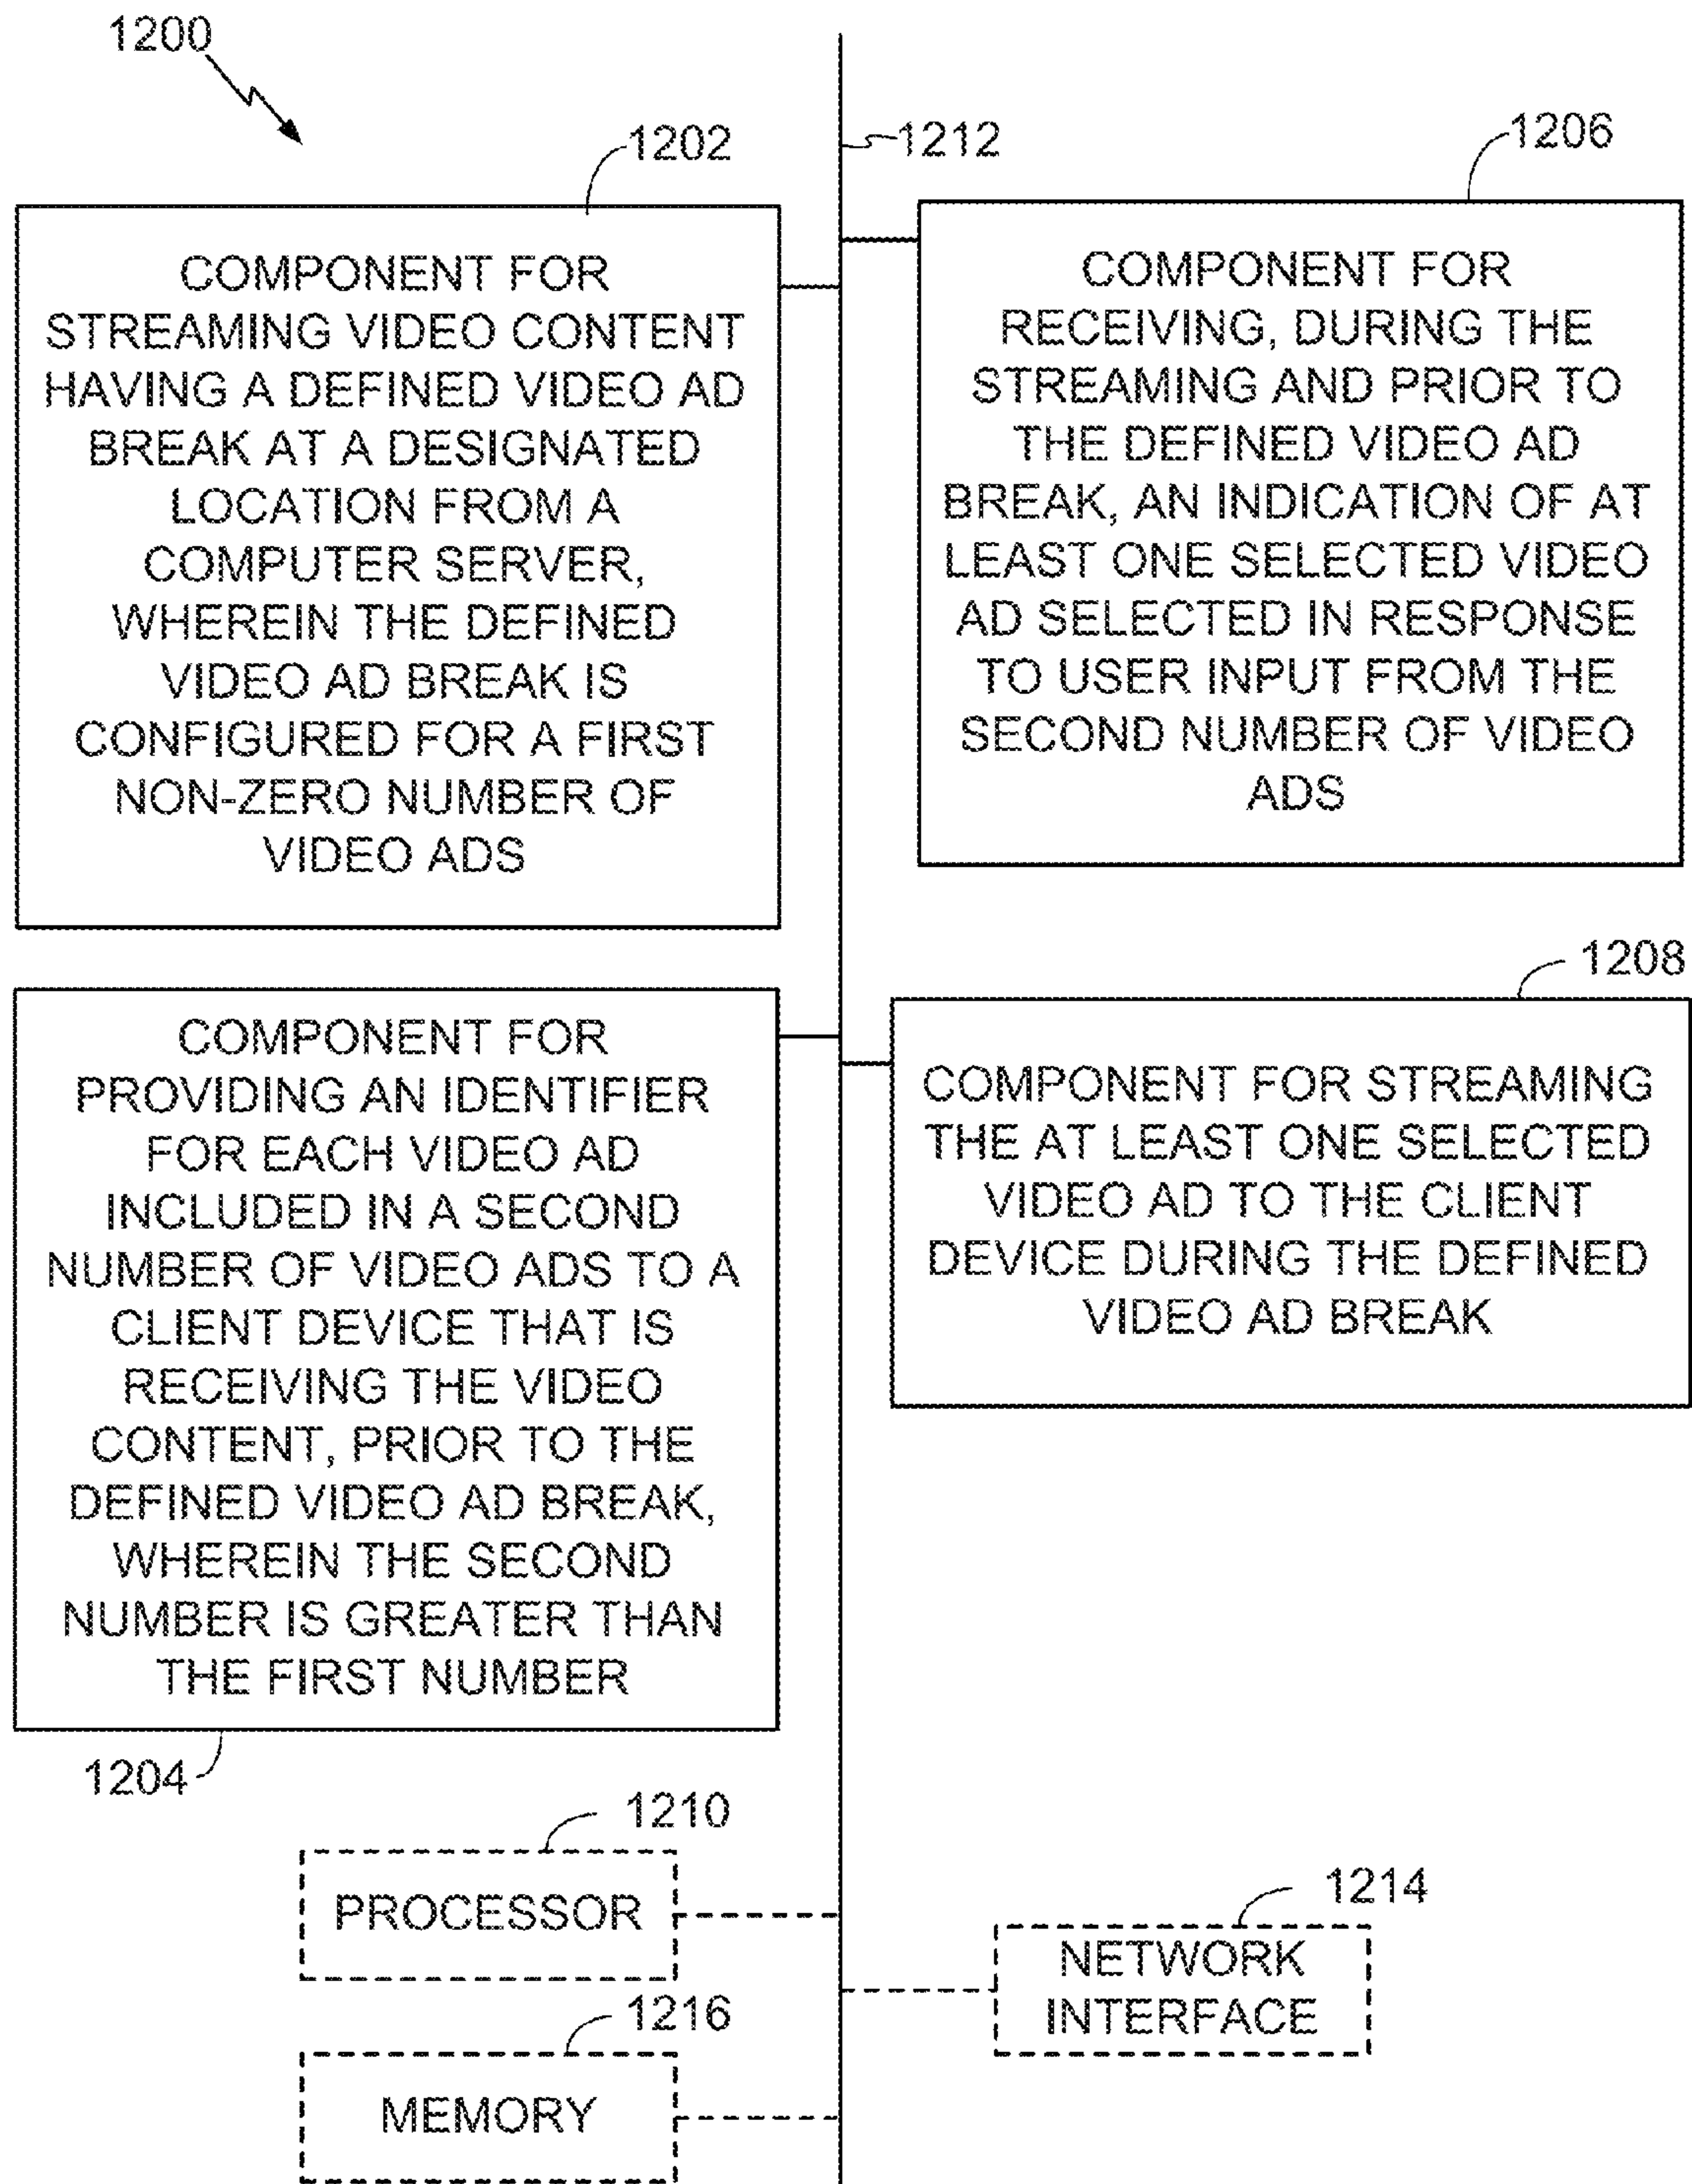 1200
1202
1212
1206
COMPONENT FOR
STREAMING VIDEO CONTENT
HAVING A DEFINED VIDEO AD
BREAK AT A DESIGNATED
LOCATION FROM A
COMPUTER SERVER,
WHEREIN THE DEFINED
VIDEO AD BREAK IS
CONFIGURED FOR A FIRST
NON-ZERO NUMBER OF
VIDEO ADS
COMPONENT FOR
RECEIVING, DURING THE
STREAMING AND PRIOR TO
THE DEFINED VIDEO AD
BREAK, AN INDICATION OF AT
LEAST ONE SELECTED VIDEO
AD SELECTED IN RESPONSE
TO USER INPUT FROM THE
SECOND NUMBER OF VIDEO
ADS
1208
COMPONENT FOR
PROVIDING AN IDENTIFIER
FOR EACH VIDEO AD
INCLUDED IN A SECOND
NUMBER OF VIDEO ADS TO A
CLIENT DEVICE THAT IS
RECEIVING THE VIDEO
CONTENT, PRIOR TO THE
DEFINED VIDEO AD BREAK,
WHEREIN THE SECOND
NUMBER IS GREATER THAN
THE FIRST NUMBER
COMPONENT FOR STREAMING
THE AT LEAST ONE SELECTED
VIDEO AD TO THE CLIENT
DEVICE DURING THE DEFINED
VIDEO AD BREAK
1204
1210
PROCESSOR
1214
NETWORK
INTERFACE
1216
MEMORY